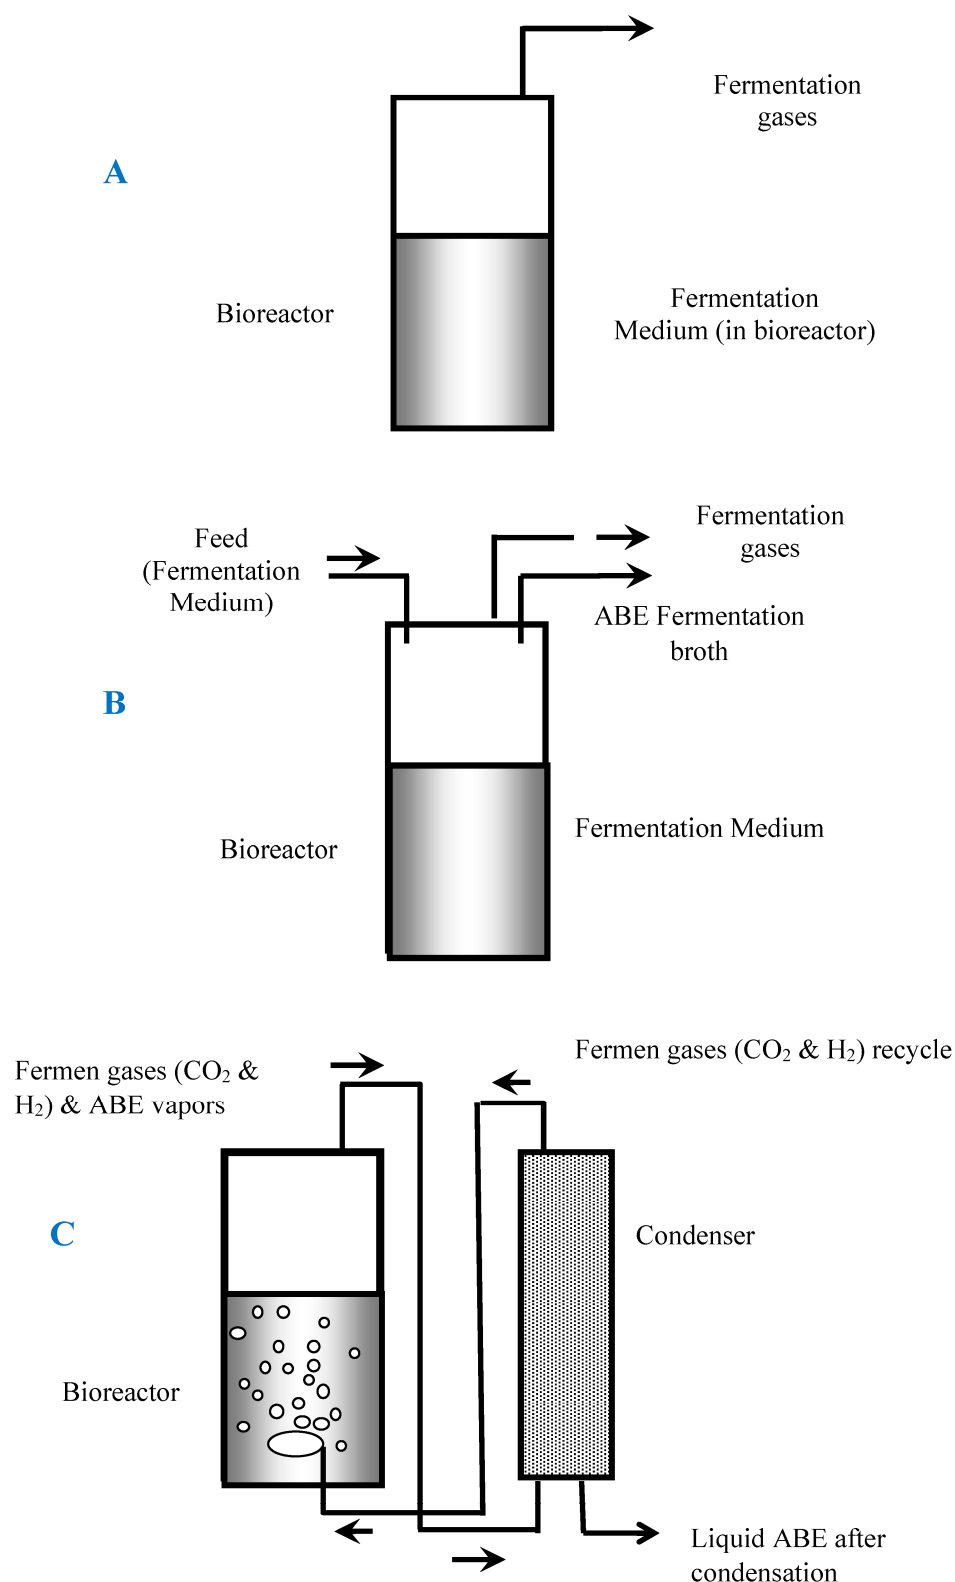 Fermentation
gases
A
Bioreactor
Fermentation
Medium (in bioreactor)
Feed
(Fermentation
Medium)
Fermentation
gases
ABE Fermentation
broth
B
Fermentation Medium
Bioreactor
Fermen gases (CO₂ &
H₂) & ABE vapors
Fermen gases (CO₂ & H₂) recycle
C
Condenser
Bioreactor
Liquid ABE after
condensation